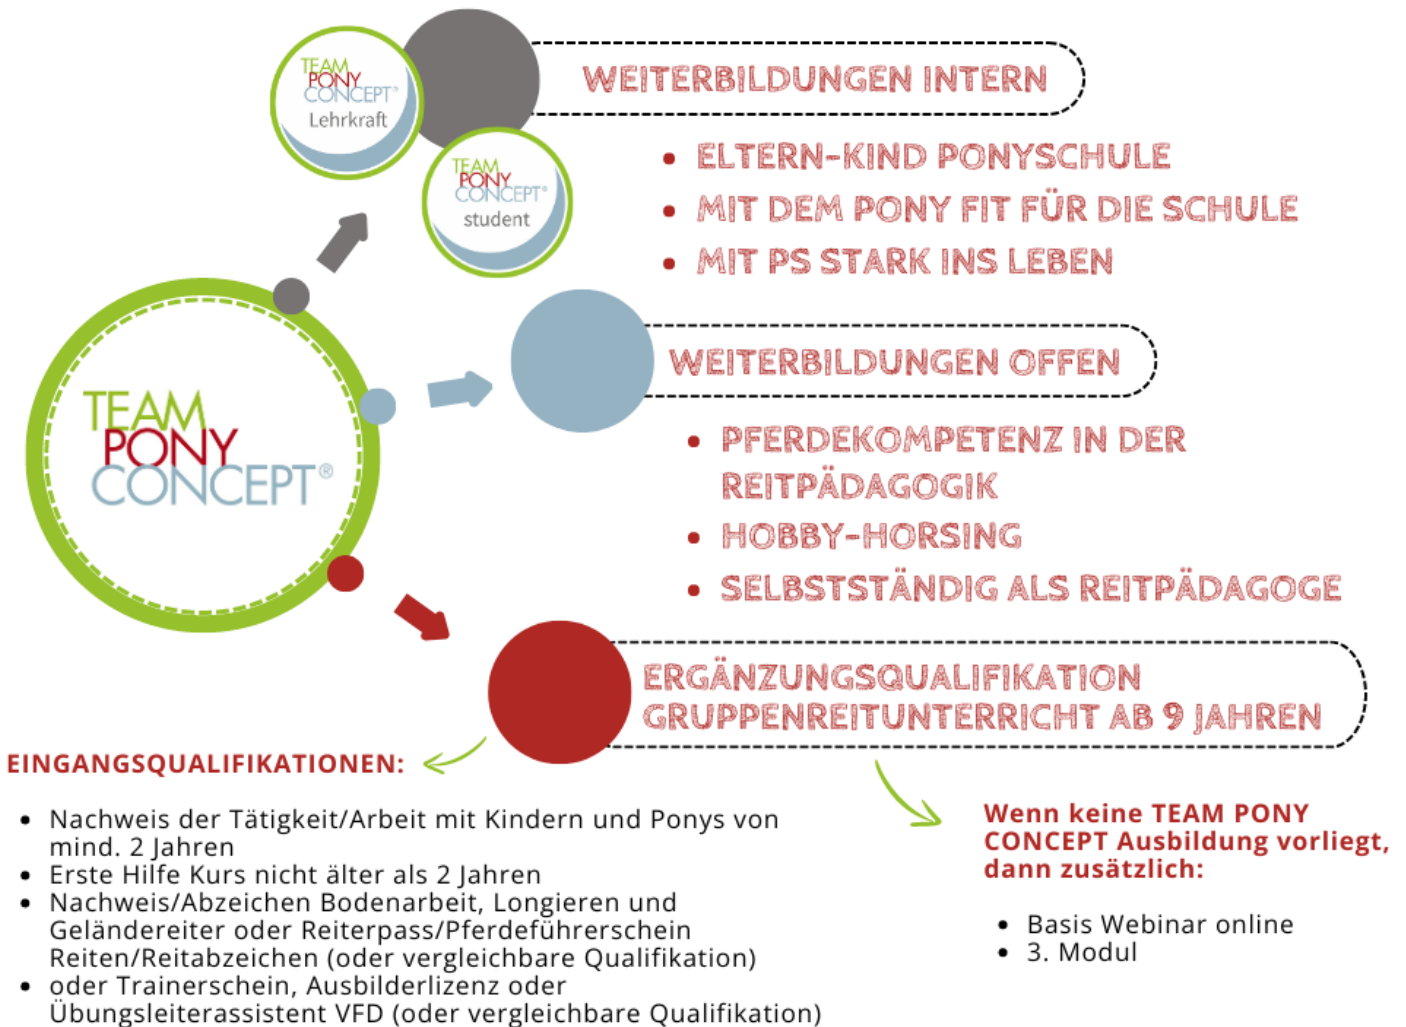 TEAM
PONY
CONCEPT®
Lehrkraft
TEAM
PONY
CONCEPT®
student
WEITERBILDUNGEN INTERN
• ELTERN-KIND PONYSCHULE
• MIT DEM PONY FIT FÜR DIE SCHULE
• MIT PS STARK INS LEBEN
TEAM
PONY
CONCEPT®
WEITERBILDUNGEN OFFEN
• PFERDEKOMPETENZ IN DER
REITPÄDAGOGIK
• HOBBY-HORSING
• SELBSTSTÄNDIG ALS REITPÄDAGOGE
ERGÄNZUNGSQUALIFIKATION
GRUPPENREITUNTERRICHT AB 9 JAHREN
EINGANGSQUALIFIKATIONEN:
• Nachweis der Tätigkeit/Arbeit mit Kindern und Ponys von
mind. 2 Jahren
• Erste Hilfe Kurs nicht älter als 2 Jahren
• Nachweis/Abzeichen Bodenarbeit, Longieren und
Geländereiter oder Reiterpass/Pferdeführerschein
Reiten/Reitabzeichen (oder vergleichbare Qualifikation)
• oder Trainerschein, Ausbilderlizenz oder
Übungsleiterassistent VFD (oder vergleichbare Qualifikation)
Wenn keine TEAM PONY
CONCEPT Ausbildung vorliegt,
dann zusätzlich:
• Basis Webinar online
• 3. Modul